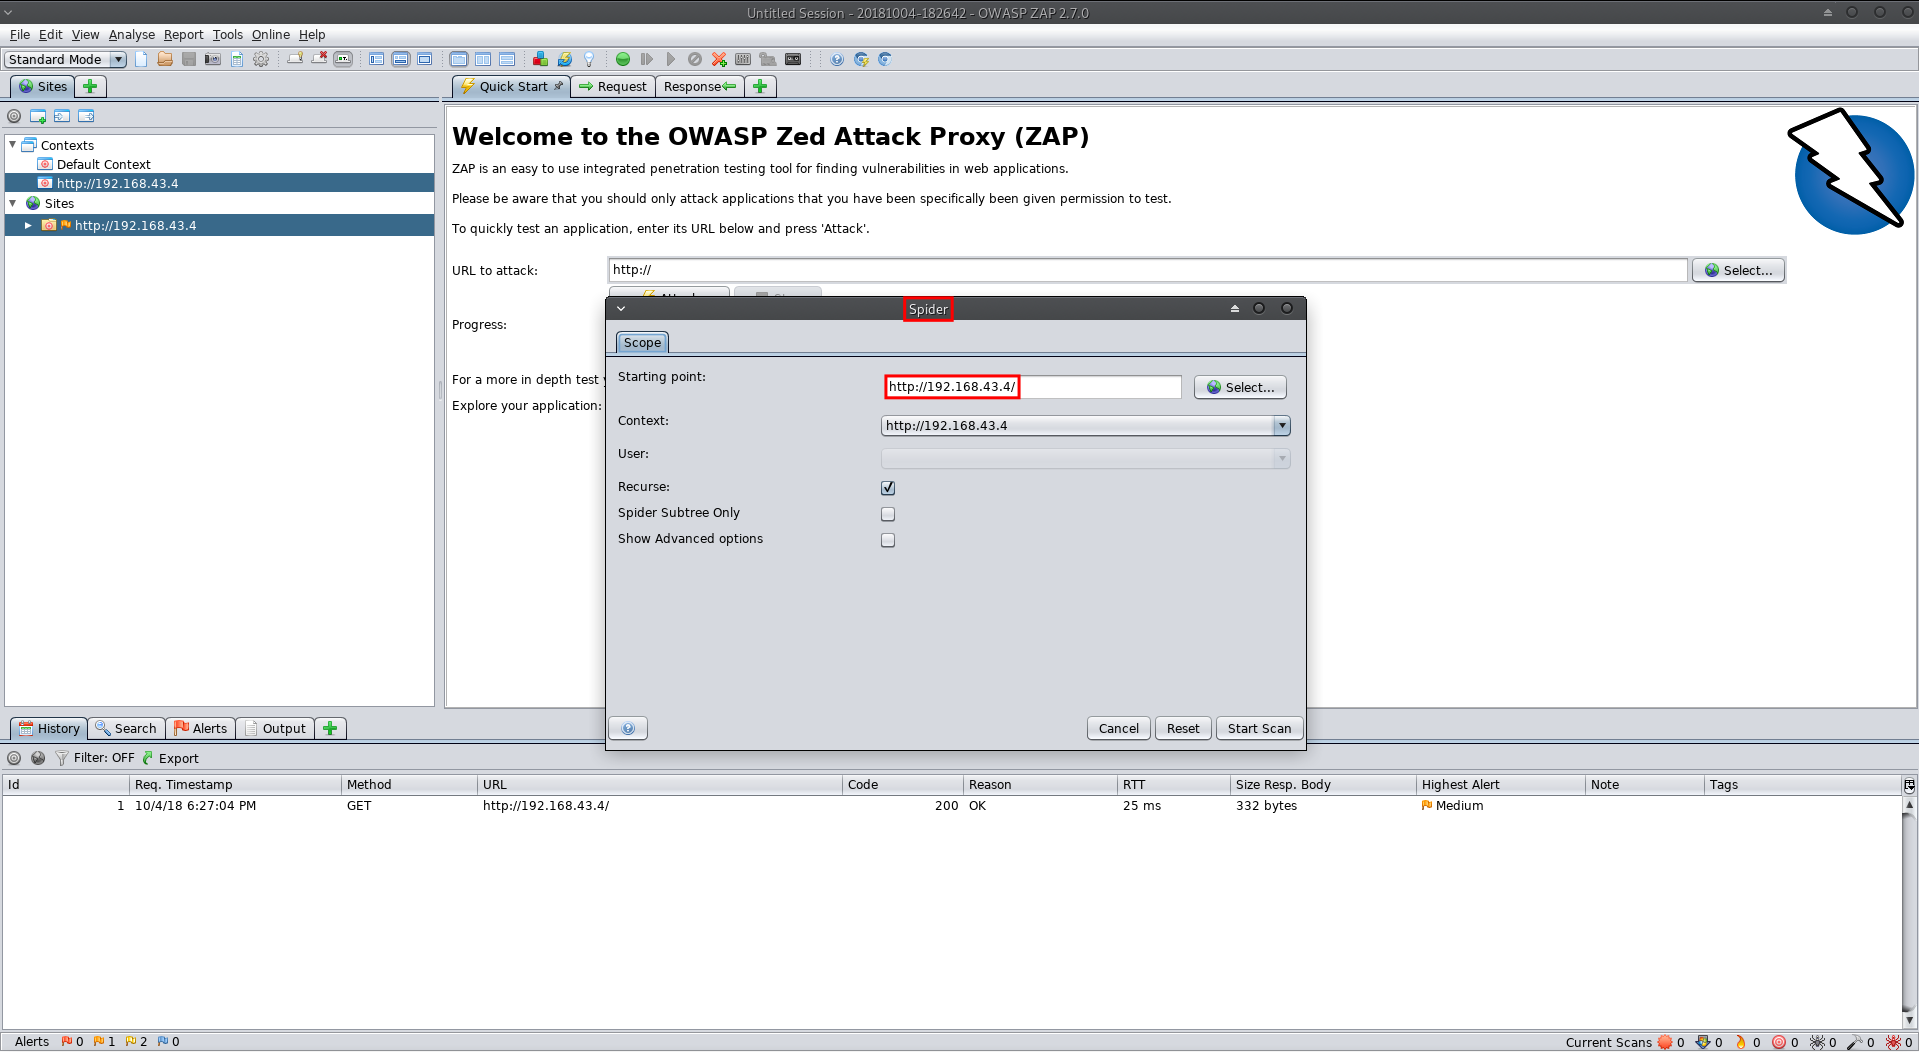 Untitled Session - 20181004-182642 - OWASP ZAP 2.7.0
File Edit View Analyse Report Tools Online Help
Standard Mode
Sites
Quick Start Request Response
Contexts
Default Context
http://192.168.43.4
Sites
http://192.168.43.4
Welcome to the OWASP Zed Attack Proxy (ZAP)
ZAP is an easy to use integrated penetration testing tool for finding vulnerabilities in web applications.
Please be aware that you should only attack applications that you have been specifically been given permission to test.
To quickly test an application, enter its URL below and press 'Attack'.
URL to attack: http:// Select...
Progress:
For a more in depth test
Explore your application:
Spider
Scope
Starting point: http://192.168.43.4/ Select...
Context: http://192.168.43.4
User:
Recurse:
Spider Subtree Only
Show Advanced options
Cancel Reset Start Scan
History Search Alerts Output
Filter: OFF Export
Id Req. Timestamp Method URL Code Reason RTT Size Resp. Body Highest Alert Note Tags
1 10/4/18 6:27:04 PM GET http://192.168.43.4/ 200 OK 25 ms 332 bytes Medium
Alerts 0 1 2 0 Current Scans 0 0 0 0 0 0 0